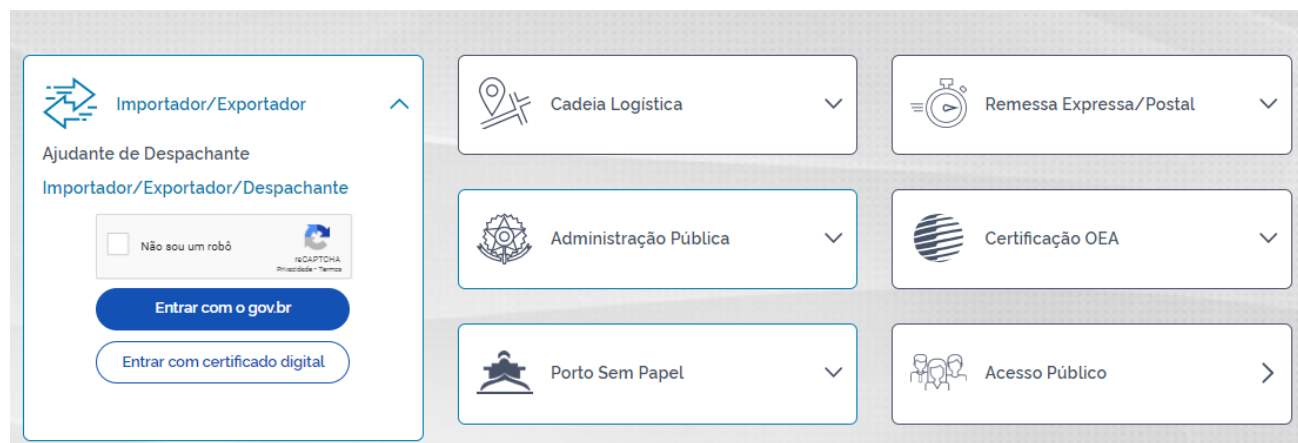 Importador/Exportador
Ajudante de Despachante
Importador/Exportador/Despachante
Não sou um robô
reCAPTCHA
Privacidade - Termos
Entrar com o gov.br
Entrar com certificado digital
Cadeia Logística
Remessa Expressa/Postal
Administração Pública
Certificação OEA
Porto Sem Papel
Acesso Público